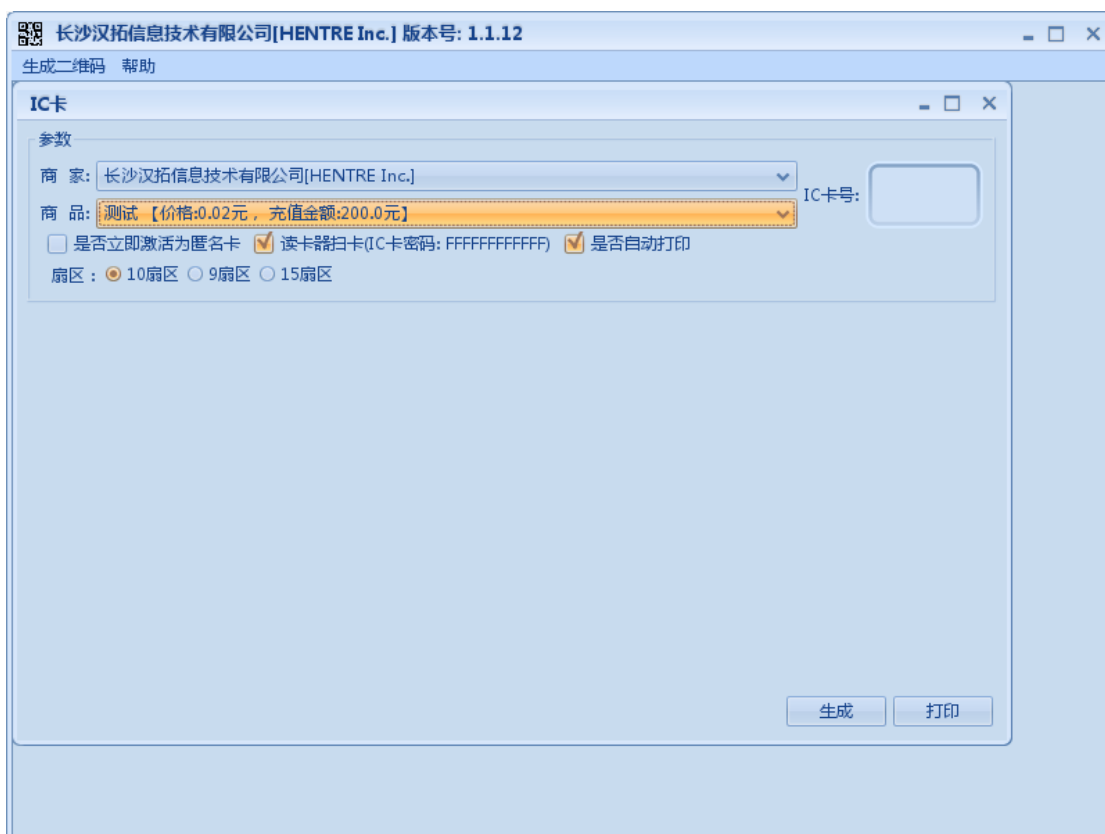 长沙汉拓信息技术有限公司[HENTRE Inc.] 版本号: 1.1.12
生成二维码 帮助
IC卡
参数
商 家: 长沙汉拓信息技术有限公司[HENTRE Inc.]
IC卡号:
商 品: 测试 【价格:0.02元 ，充值金额:200.0元】
是否立即激活为匿名卡 读卡器扫卡(IC卡密码: FFFFFFFFFFFF) 是否自动打印
扇区 : 10扇区 9扇区 15扇区
生成 打印